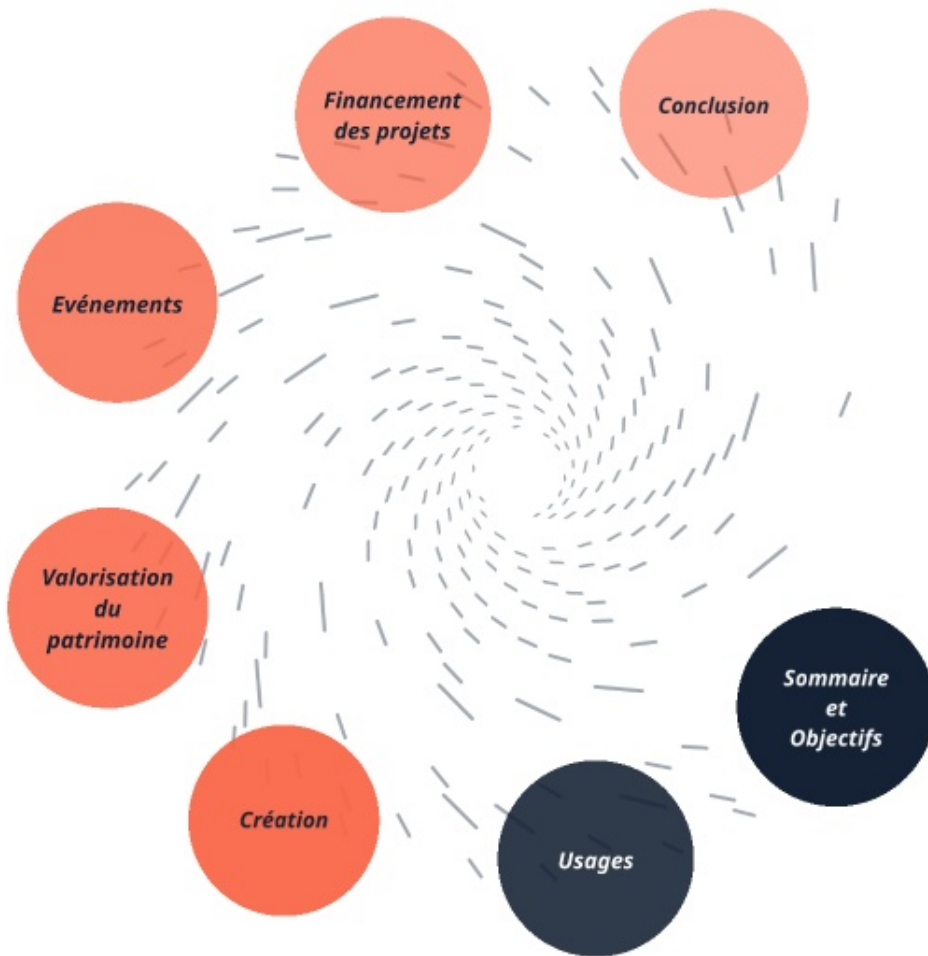 Financement
des projets
Conclusion
Evénements
Valorisation
du
patrimoine
Sommaire
et
Objectifs
Création
Usages